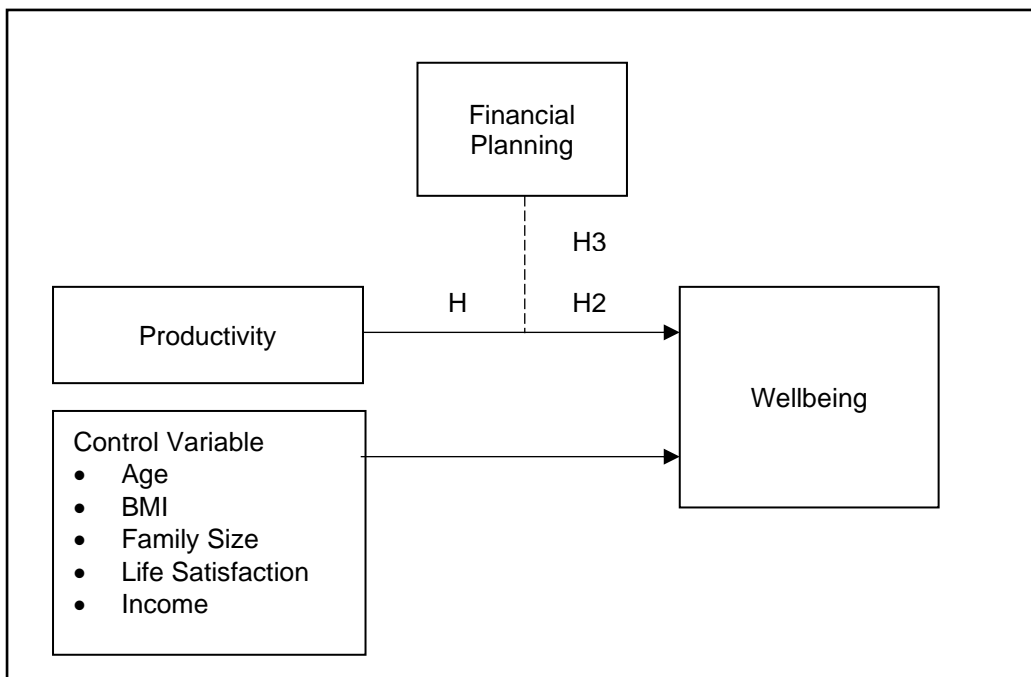 Financial
Planning
H3
H
H2
Productivity
Wellbeing
Control Variable
• Age
• BMI
• Family Size
• Life Satisfaction
• Income